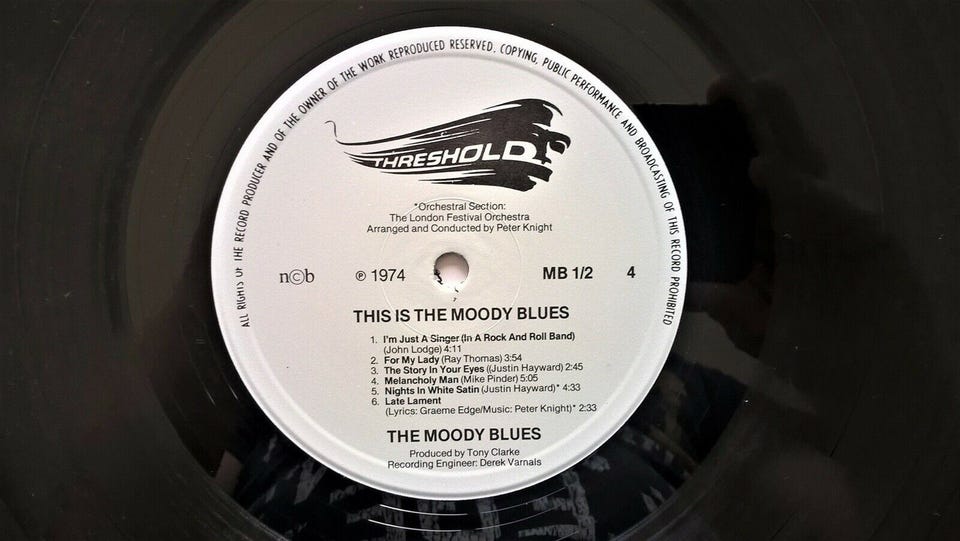 ALL RIGHTS OF THE RECORD PRODUCER AND OF THE OWNER OF THE WORK REPRODUCED RESERVED. COPYING, PUBLIC PERFORMANCE AND BROADCASTING OF THIS RECORD PROHIBITED
THRESHOLD
*Orchestral Section:
The London Festival Orchestra
Arranged and Conducted by Peter Knight
n©b ℗ 1974 MB 1/2 4
THIS IS THE MOODY BLUES
1. I'm Just A Singer (In A Rock And Roll Band)
(John Lodge) 4:11
2. For My Lady (Ray Thomas) 3:54
3. The Story In Your Eyes ((Justin Hayward) 2:45
4. Melancholy Man (Mike Pinder) 5:05
5. Nights In White Satin (Justin Hayward)* 4:33
6. Late Lament
(Lyrics: Graeme Edge/Music: Peter Knight)* 2:33
THE MOODY BLUES
Produced by Tony Clarke
Recording Engineer: Derek Varnals